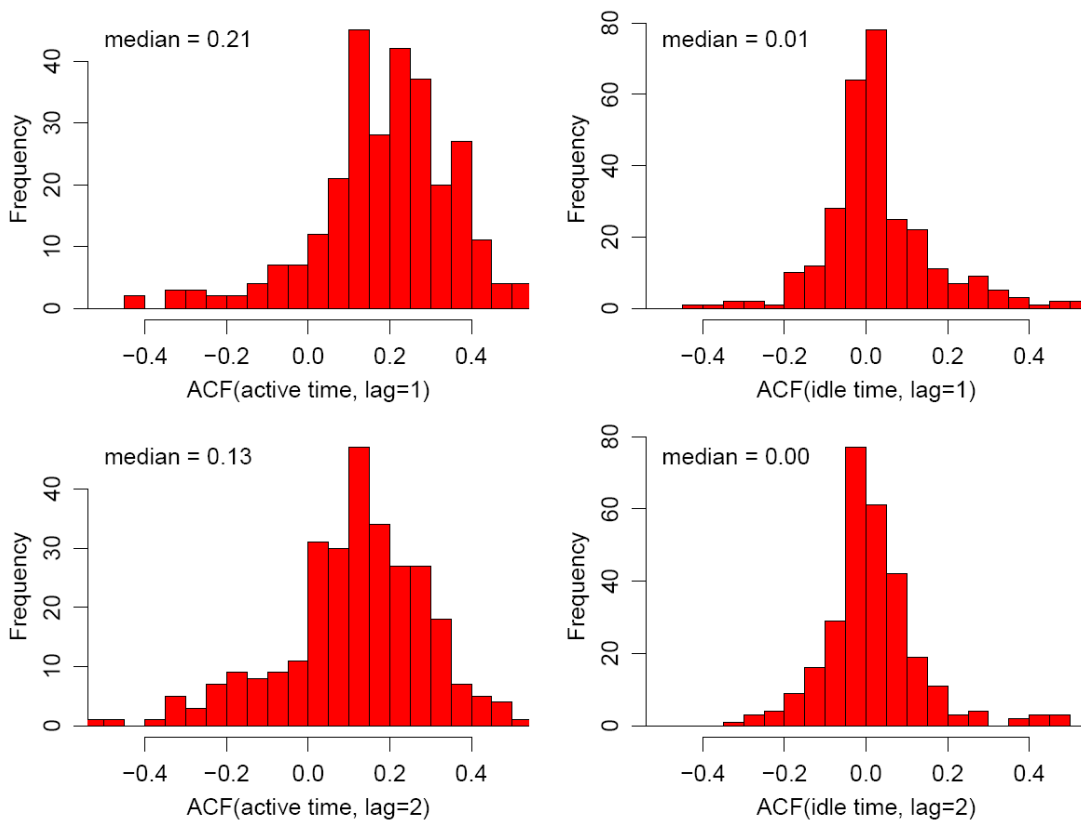 median = 0.21
Frequency
0 10 20 30 40
−0.4 −0.2 0.0 0.2 0.4
ACF(active time, lag=1)
median = 0.01
Frequency
0 20 40 60 80
−0.4 −0.2 0.0 0.2 0.4
ACF(idle time, lag=1)
median = 0.13
Frequency
0 10 20 30 40
−0.4 −0.2 0.0 0.2 0.4
ACF(active time, lag=2)
median = 0.00
Frequency
0 20 40 60 80
−0.4 −0.2 0.0 0.2 0.4
ACF(idle time, lag=2)